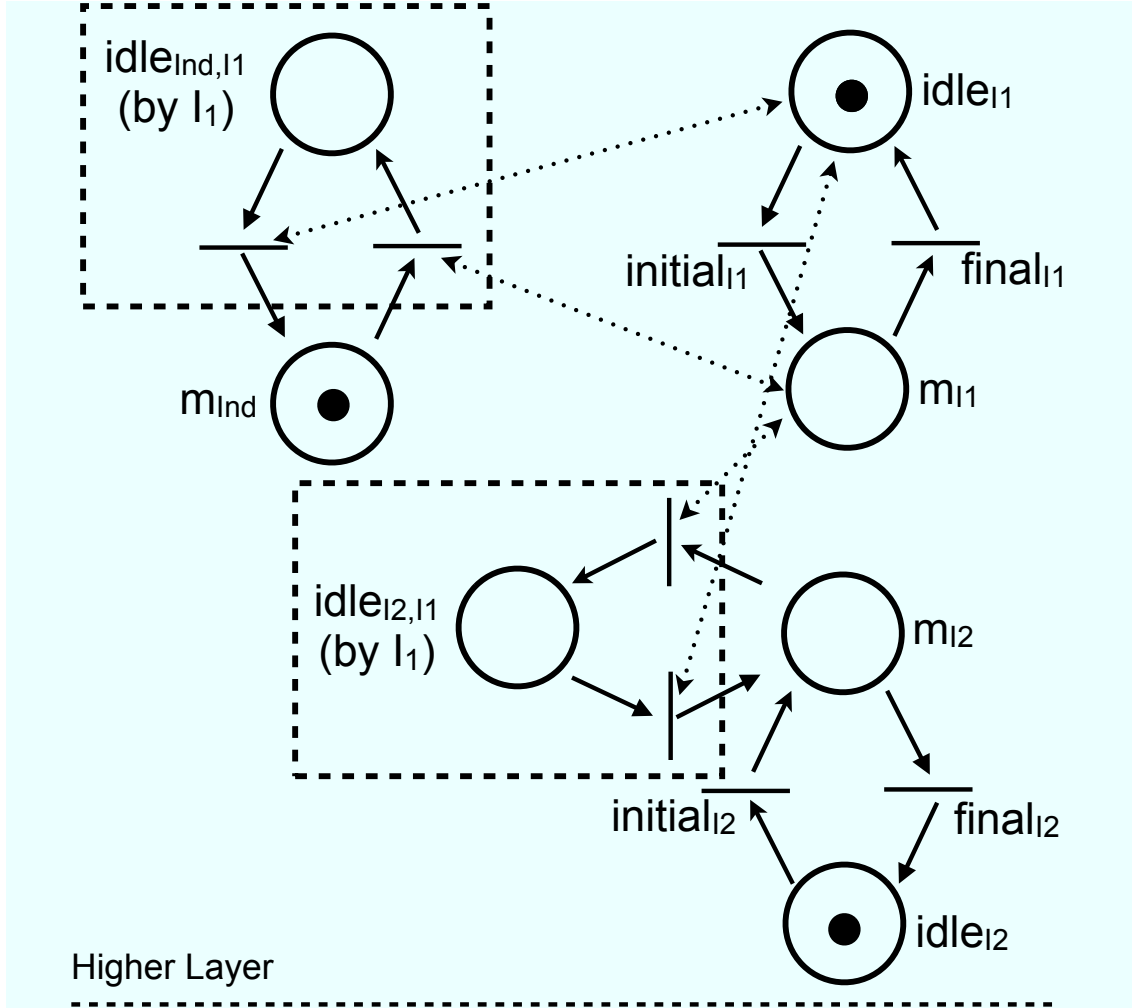 idleInd,I1
(by I1)
idleI1
initialI1
finalI1
mInd
mI1
idleI2,I1
(by I1)
mI2
initialI2
finalI2
idleI2
Higher Layer